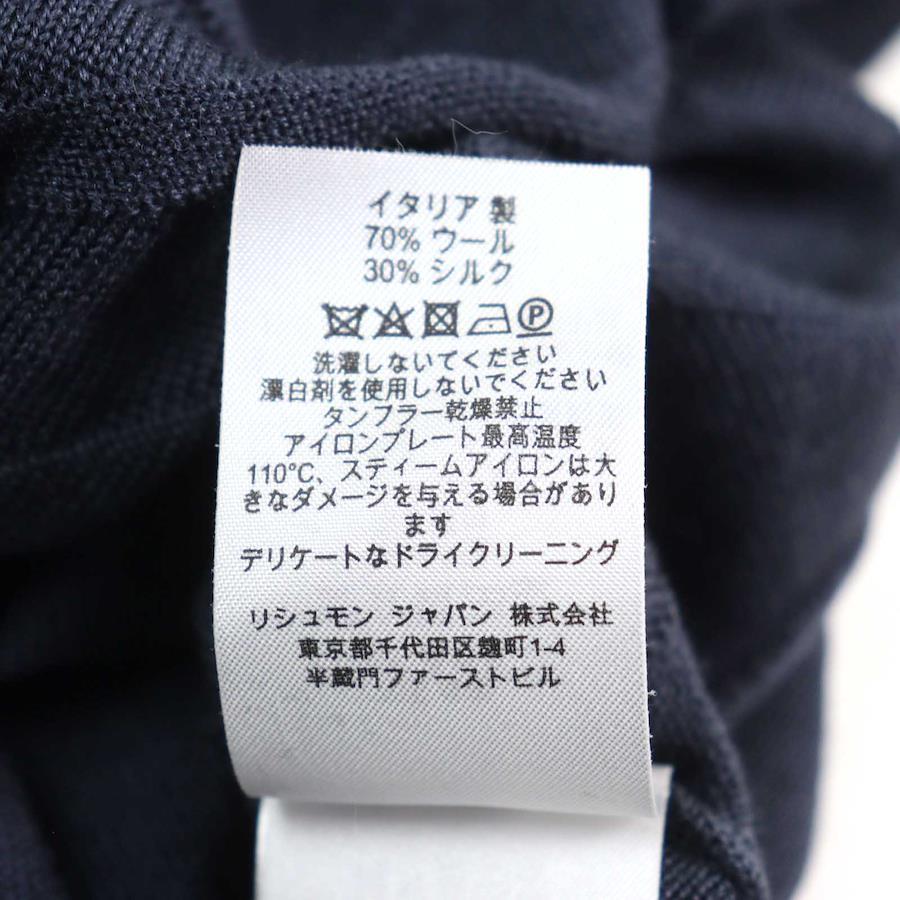 イタリア 製
70% ウール
30% シルク
P
洗濯しないてください
漂白剤を使用しないでください
タンブラー乾燥禁止
アイロンプレート最高温度
110°C、スティームアイロンは大
きなダメージを与える場合があり
ます
デリケートなドライクリーニング
リシュモン ジャパン 株式会社
東京都千代田区麹町1-4
半蔵門ファーストビル